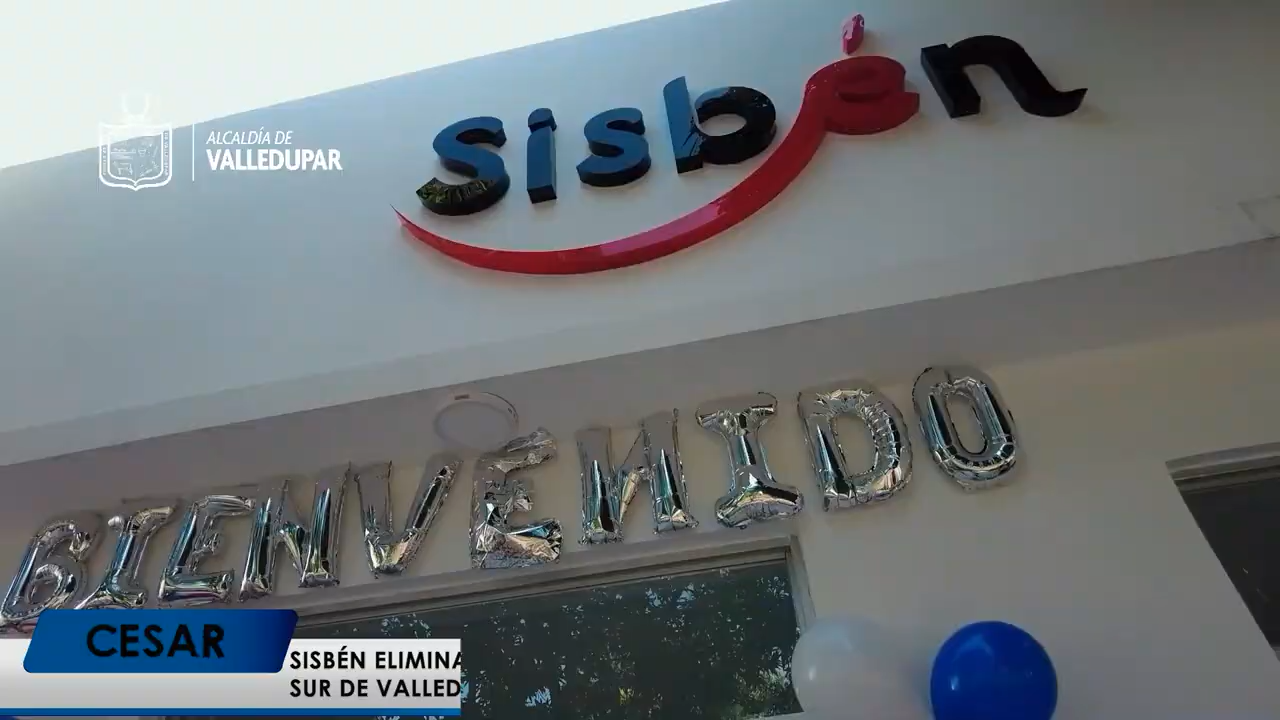 Sisbén
ALCALDÍA DE
VALLEDUPAR
BIENVENIDO
CESAR
SISBÉN ELIMINA
SUR DE VALLED